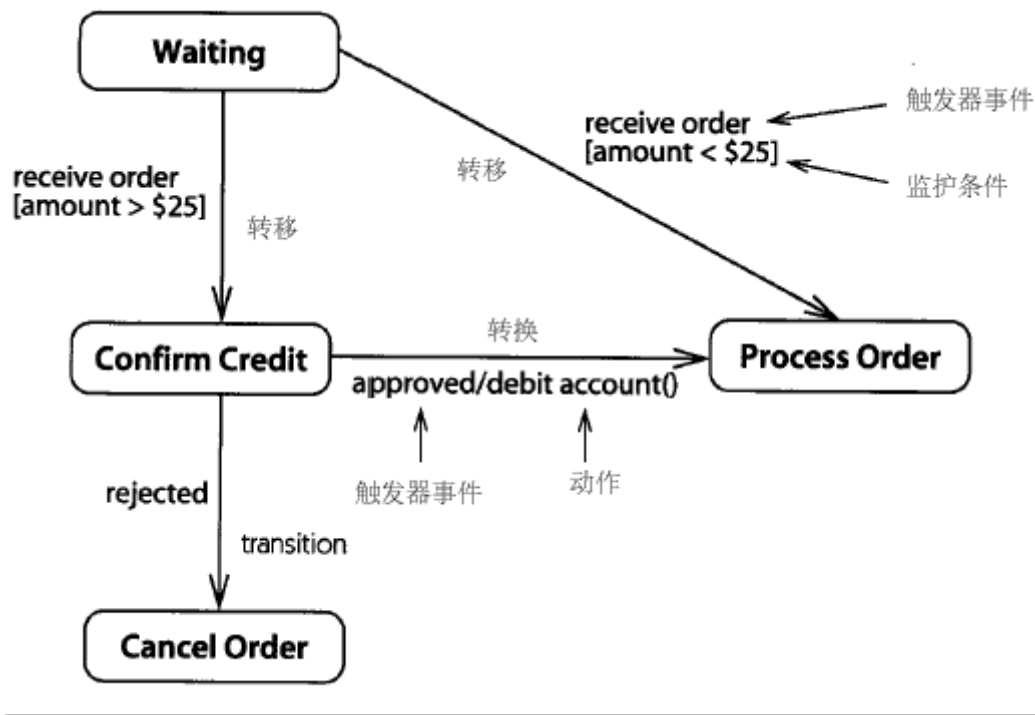 Waiting
触发器事件
receive order
[amount < $25]
监护条件
转移
receive order
[amount > $25]
转移
Confirm Credit
转换
approved/debit account()
Process Order
触发器事件
动作
rejected
transition
Cancel Order